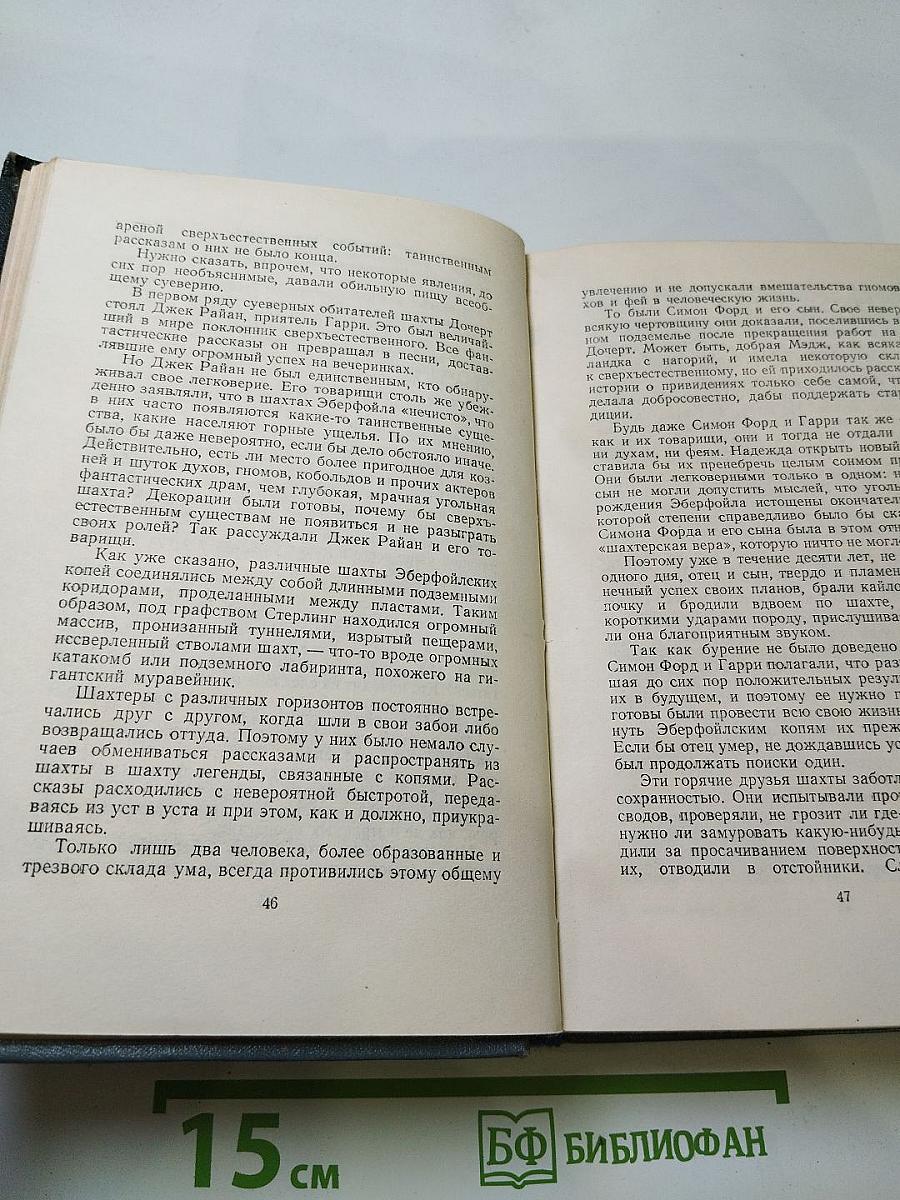 ареной сверхъестественных событий: таинственным
рассказам о них не было конца.
Нужно сказать, впрочем, что некоторые явления, до
сих пор необъяснимые, давали обильную пищу всеоб-
щему суеверию.
В первом ряду суеверных обитателей шахты Дочерт
стоял Джек Райан, приятель Гарри. Это был величай-
ший в мире поклонник сверхъестественного. Все фан-
тастические рассказы он превращал в песни, достав-
лявшие ему огромный успех на вечеринках.
Но Джек Райан не был единственным, кто обнару-
живал свое легковерие. Его товарищи столь же убеж-
денно заявляли, что в шахтах Эберфойла «нечисто», что
в них часто появляются какие-то таинственные суще-
ства, какие населяют горные ущелья. По их мнению,
было бы даже невероятно, если бы дело обстояло иначе.
Действительно, есть ли место более пригодное для коз-
ней и шуток духов, гномов, кобольдов и прочих актеров
фантастических драм, чем глубокая, мрачная угольная
шахта? Декорации были готовы, почему бы сверхъ-
естественным существам не появиться и не разыграть
своих ролей? Так рассуждали Джек Райан и его то-
варищи.
Как уже сказано, различные шахты Эберфойлских
копей соединялись между собой длинными подземными
коридорами, проделанными между пластами. Таким
образом, под графством Стерлинг находился огромный
массив, пронизанный туннелями, изрытый пещерами,
иссверленный стволами шахт, — что-то вроде огромных
катакомб или подземного лабиринта, похожего на ги-
гантский муравейник.
Шахтеры с различных горизонтов постоянно встре-
чались друг с другом, когда шли в свои забои либо
возвращались оттуда. Поэтому у них было немало слу-
чаев обмениваться рассказами и распространять из
шахты в шахту легенды, связанные с копями. Рас-
сказы расходились с невероятной быстротой, переда-
ваясь из уст в уста и при этом, как и должно, приукра-
шиваясь.
Только лишь два человека, более образованные и
трезвого склада ума, всегда противились этому общему
46
увлечению и не допускали вмешательства гномов
хов и фей в человеческую жизнь.
То были Симон Форд и его сын. Свое невер
всякую чертовщину они доказали, поселившись в
ном подземелье после прекращения работ на
Дочерт. Может быть, добрая Мэдж, как всяка
ландка с нагорий, и имела некоторую скл
к сверхъестественному, но ей приходилось расск
истории о привидениях только себе самой, чт
делала добросовестно, дабы поддержать стар
диции.
Будь даже Симон Форд и Гарри так же
как и их товарищи, они и тогда не отдали
ни духам, ни феям. Надежда открыть новый
ставила бы их пренебречь целым сонмом пр
Они были легковерными только в одном:
сын не могли допустить мыслей, что уголь
рождения Эберфойла истощены окончател
которой степени справедливо было бы ска
Симона Форда и его сына была в этом отн
«шахтерская вера», которую ничто не могл
Поэтому уже в течение десяти лет, не
одного дня, отец и сын, твердо и пламен
нечный успех своих планов, брали кайло
почку и бродили вдвоем по шахте,
короткими ударами породу, прислушива
ли она благоприятным звуком.
Так как бурение не было доведено
Симон Форд и Гарри полагали, что раз
шая до сих пор положительных резул
их в будущем, и поэтому ее нужно п
готовы были провести всю свою жизн
нуть Эберфойлским копям их преж
Если бы отец умер, не дождавшись ус
был продолжать поиски один.
Эти горячие друзья шахты заботл
сохранностью. Они испытывали про
сводов, проверяли, не грозит ли где-
нужно ли замуровать какую-нибудь
дили за просачиванием поверхност
их, отводили в отстойники. Сл
47
15 см
БФ БИБЛИОФАН